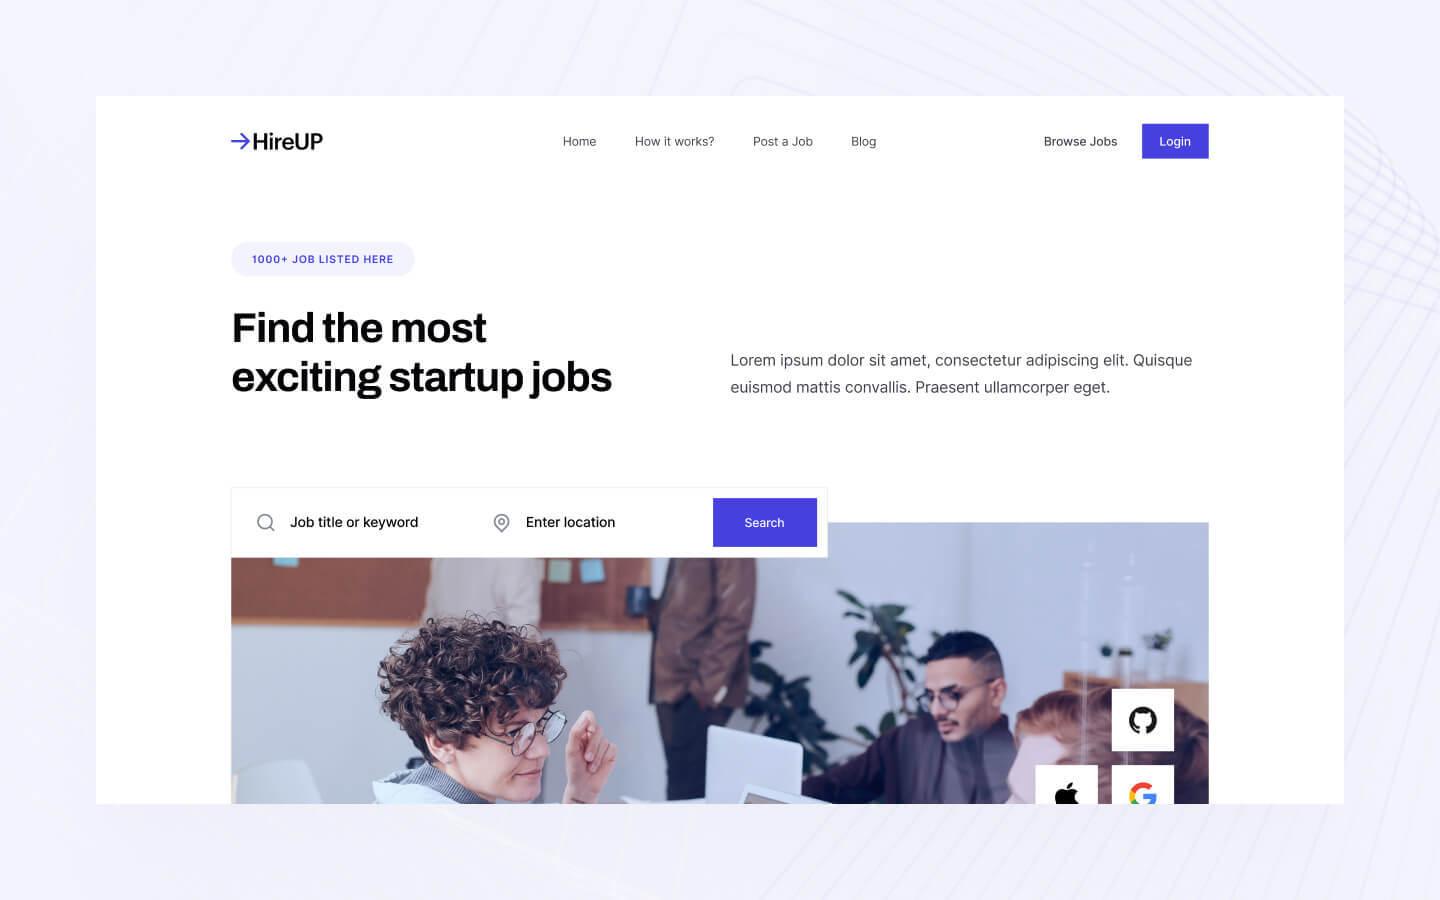 HireUP
Home
How it works?
Post a Job
Blog
Browse Jobs
Login
1000+ JOB LISTED HERE
Find the most
exciting startup jobs
Lorem ipsum dolor sit amet, consectetur adipiscing elit. Quisque
euismod mattis convallis. Praesent ullamcorper eget.
Job title or keyword
Enter location
Search